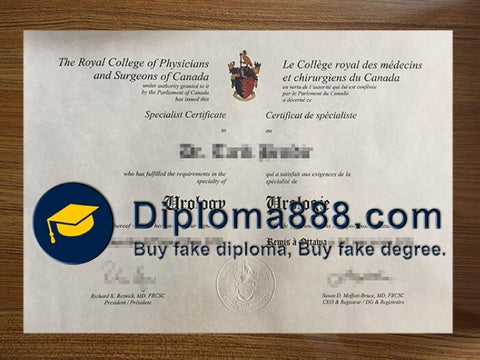 The Royal College of Physicians
and Surgeons of Canada
under authority granted to it
by the Parliament of Canada
has issued this
Specialist Certificate
to
who has fulfilled the requirements in the
specialty of
Urology
Le Collège royal des médecins
et chirurgiens du Canada
en vertu de l'autorité qui lui est conférée
par le Parlement du Canada
a décerné ce
Certificat de spécialiste
au
qui a satisfait aux exigences de la
spécialité de
Urologie
Diploma888.com
Buy fake diploma, Buy fake degree.
Remis à Ottawa
Richard K. Reznick, MD, FRCSC
President / Président
Susan D. Moffatt-Bruce, MD, FRCSC
CEO & Registrar / DG & Registraire